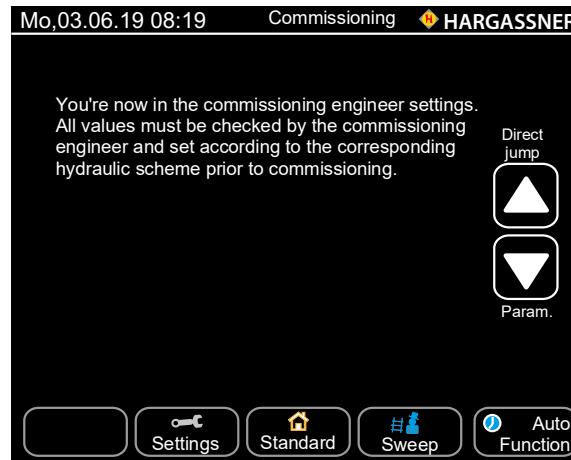 Mo,03.06.19 08:19 Commissioning H HARGASSNER
You're now in the commissioning engineer settings.
All values must be checked by the commissioning
engineer and set according to the corresponding
hydraulic scheme prior to commissioning.
Direct
jump
Param.
Settings
Standard
Sweep
Auto
Function